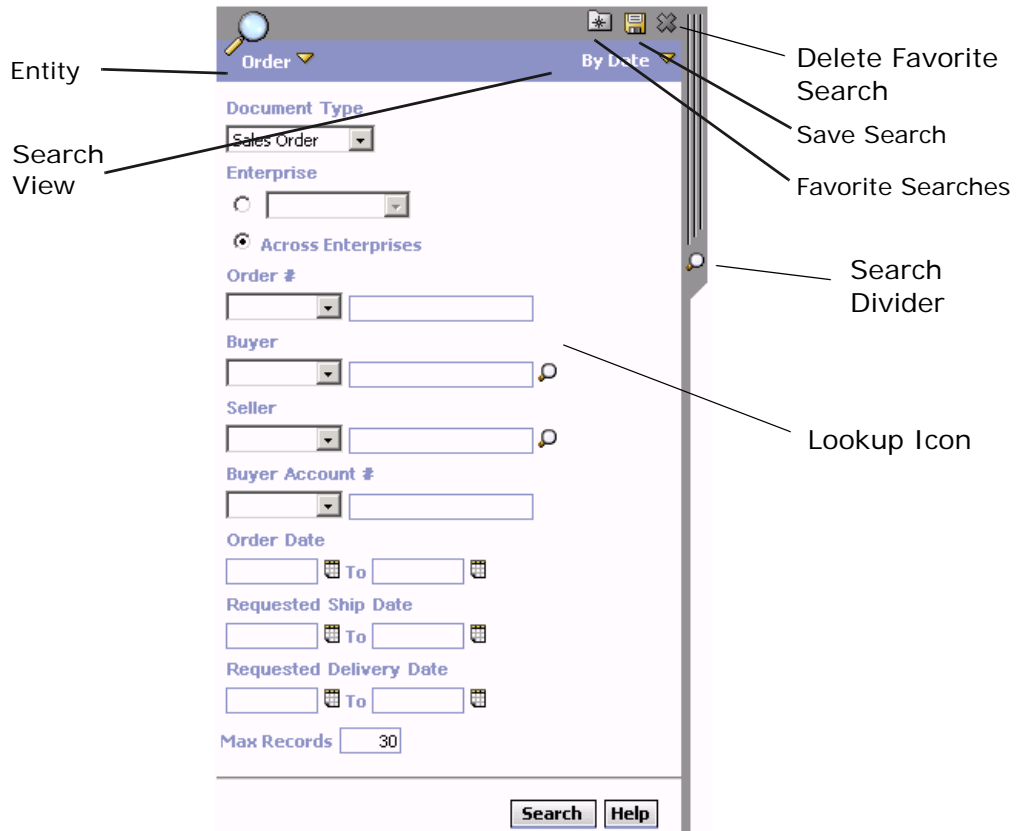 Order By Date
Entity
Delete Favorite
Search
Save Search
Favorite Searches
Search
View
Document Type
Sales Order
Enterprise
Across Enterprises
Search
Divider
Order #
Buyer
Seller
Lookup Icon
Buyer Account #
Order Date
To
Requested Ship Date
To
Requested Delivery Date
To
Max Records 30
Search Help